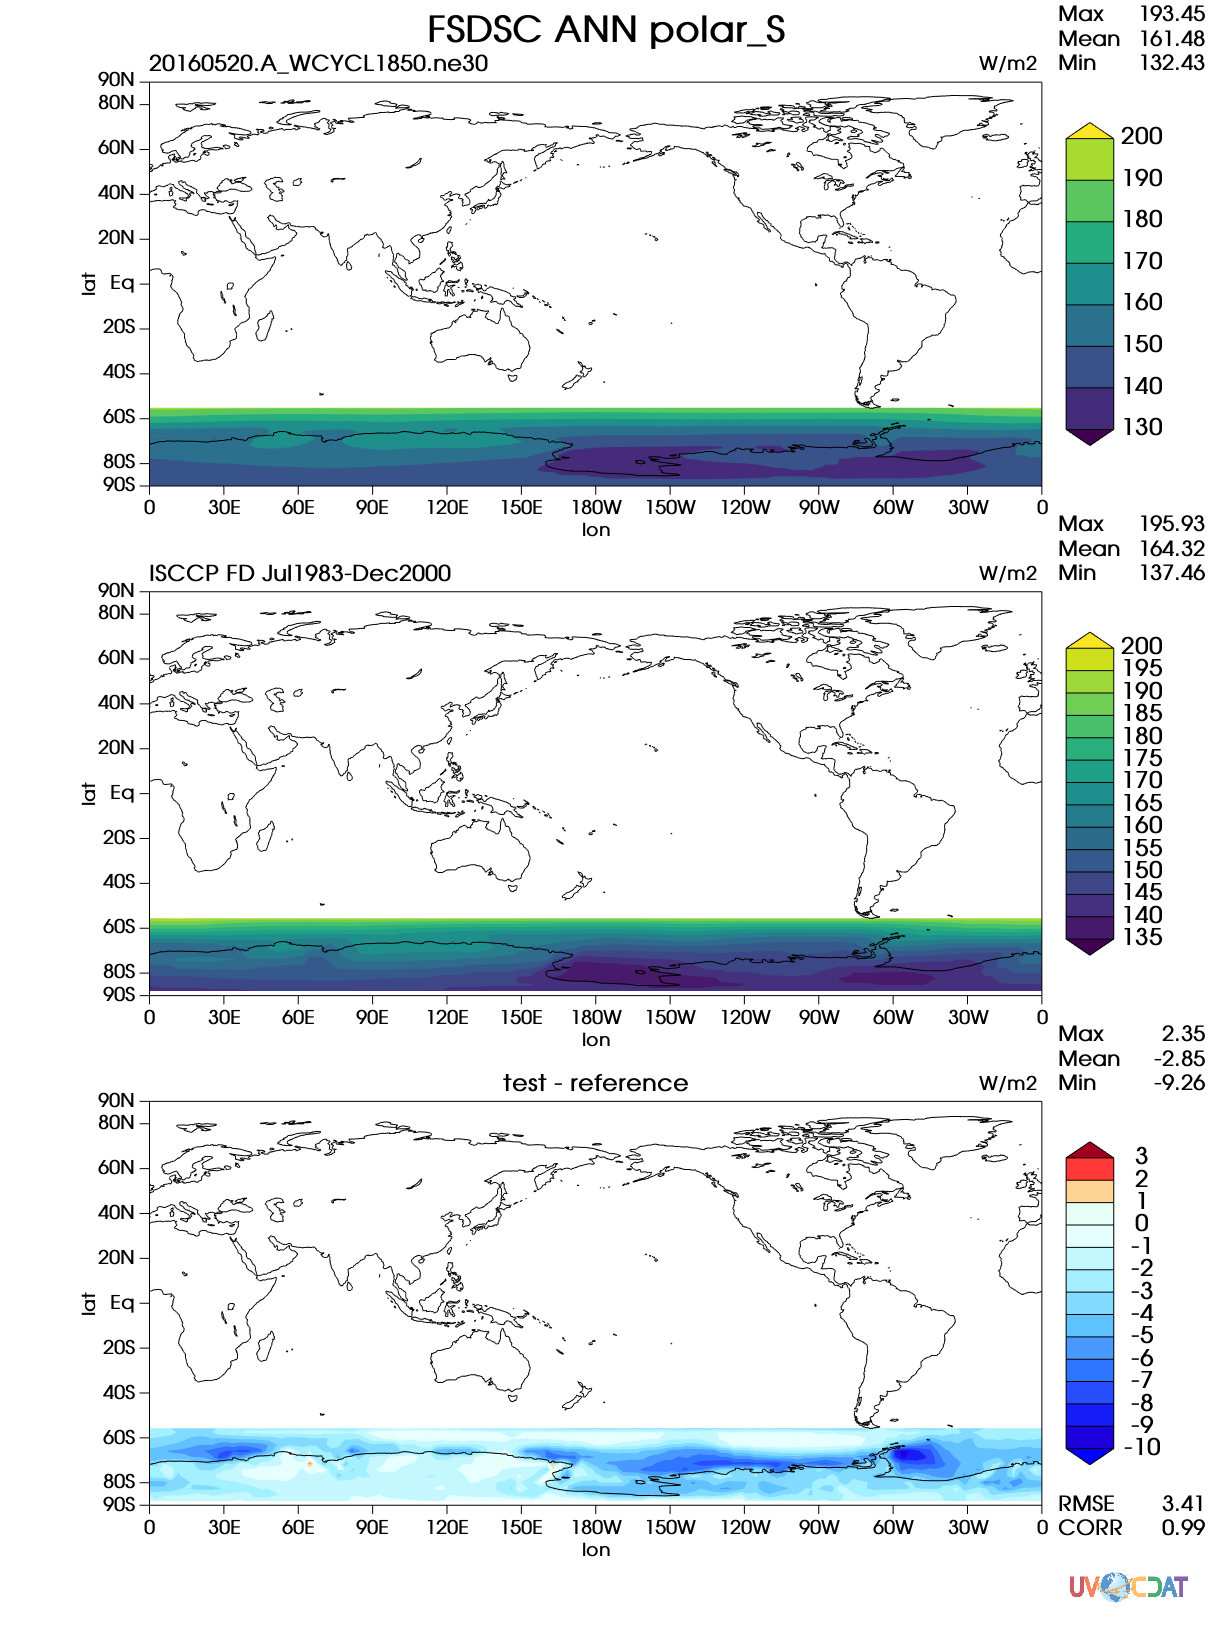 FSDSC ANN polar_S
Max 193.45
Mean 161.48
Min 132.43
20160520.A_WCYCL1850.ne30 W/m2
90N
80N
60N
40N
20N
Eq
20S
40S
60S
80S
90S
lat
0 30E 60E 90E 120E 150E 180W 150W 120W 90W 60W 30W 0
lon
200
190
180
170
160
150
140
130
Max 195.93
Mean 164.32
Min 137.46
ISCCP FD Jul1983-Dec2000 W/m2
90N
80N
60N
40N
20N
Eq
20S
40S
60S
80S
90S
lat
0 30E 60E 90E 120E 150E 180W 150W 120W 90W 60W 30W 0
lon
200
195
190
185
180
175
170
165
160
155
150
145
140
135
Max 2.35
Mean -2.85
Min -9.26
test - reference W/m2
90N
80N
60N
40N
20N
Eq
20S
40S
60S
80S
90S
lat
0 30E 60E 90E 120E 150E 180W 150W 120W 90W 60W 30W 0
lon
3
2
1
0
-1
-2
-3
-4
-5
-6
-7
-8
-9
-10
RMSE 3.41
CORR 0.99
UV CDAT